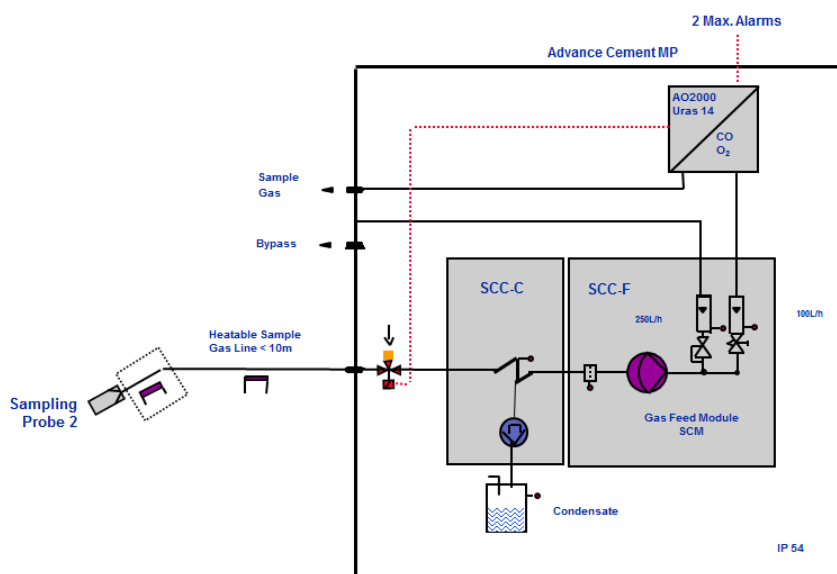 2 Max. Alarms
Advance Cement MP
AO2000
Uras 14
CO
O2
Sample
Gas
Bypass
SCC-C
SCC-F
250L/h
100L/h
Heatable Sample
Gas Line < 10m
Sampling
Probe 2
Gas Feed Module
SCM
Condensate
IP 54